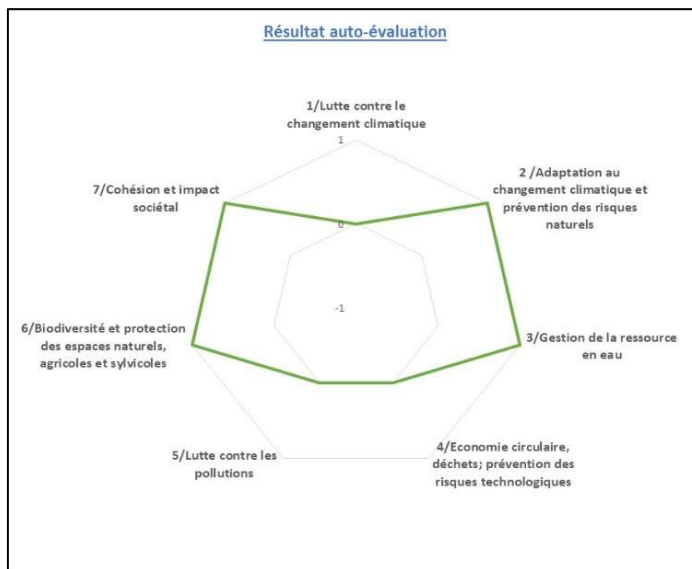 Résultat auto-évaluation
1/Lutte contre le
changement climatique
1
2 /Adaptation au
changement climatique et
prévention des risques
naturels
7/Cohésion et impact
sociétal
0
-1
6/Biodiversité et protection
des espaces naturels,
agricoles et sylvicoles
3/Gestion de la ressource
en eau
5/Lutte contre les
pollutions
4/Economie circulaire,
déchets; prévention des
risques technologiques